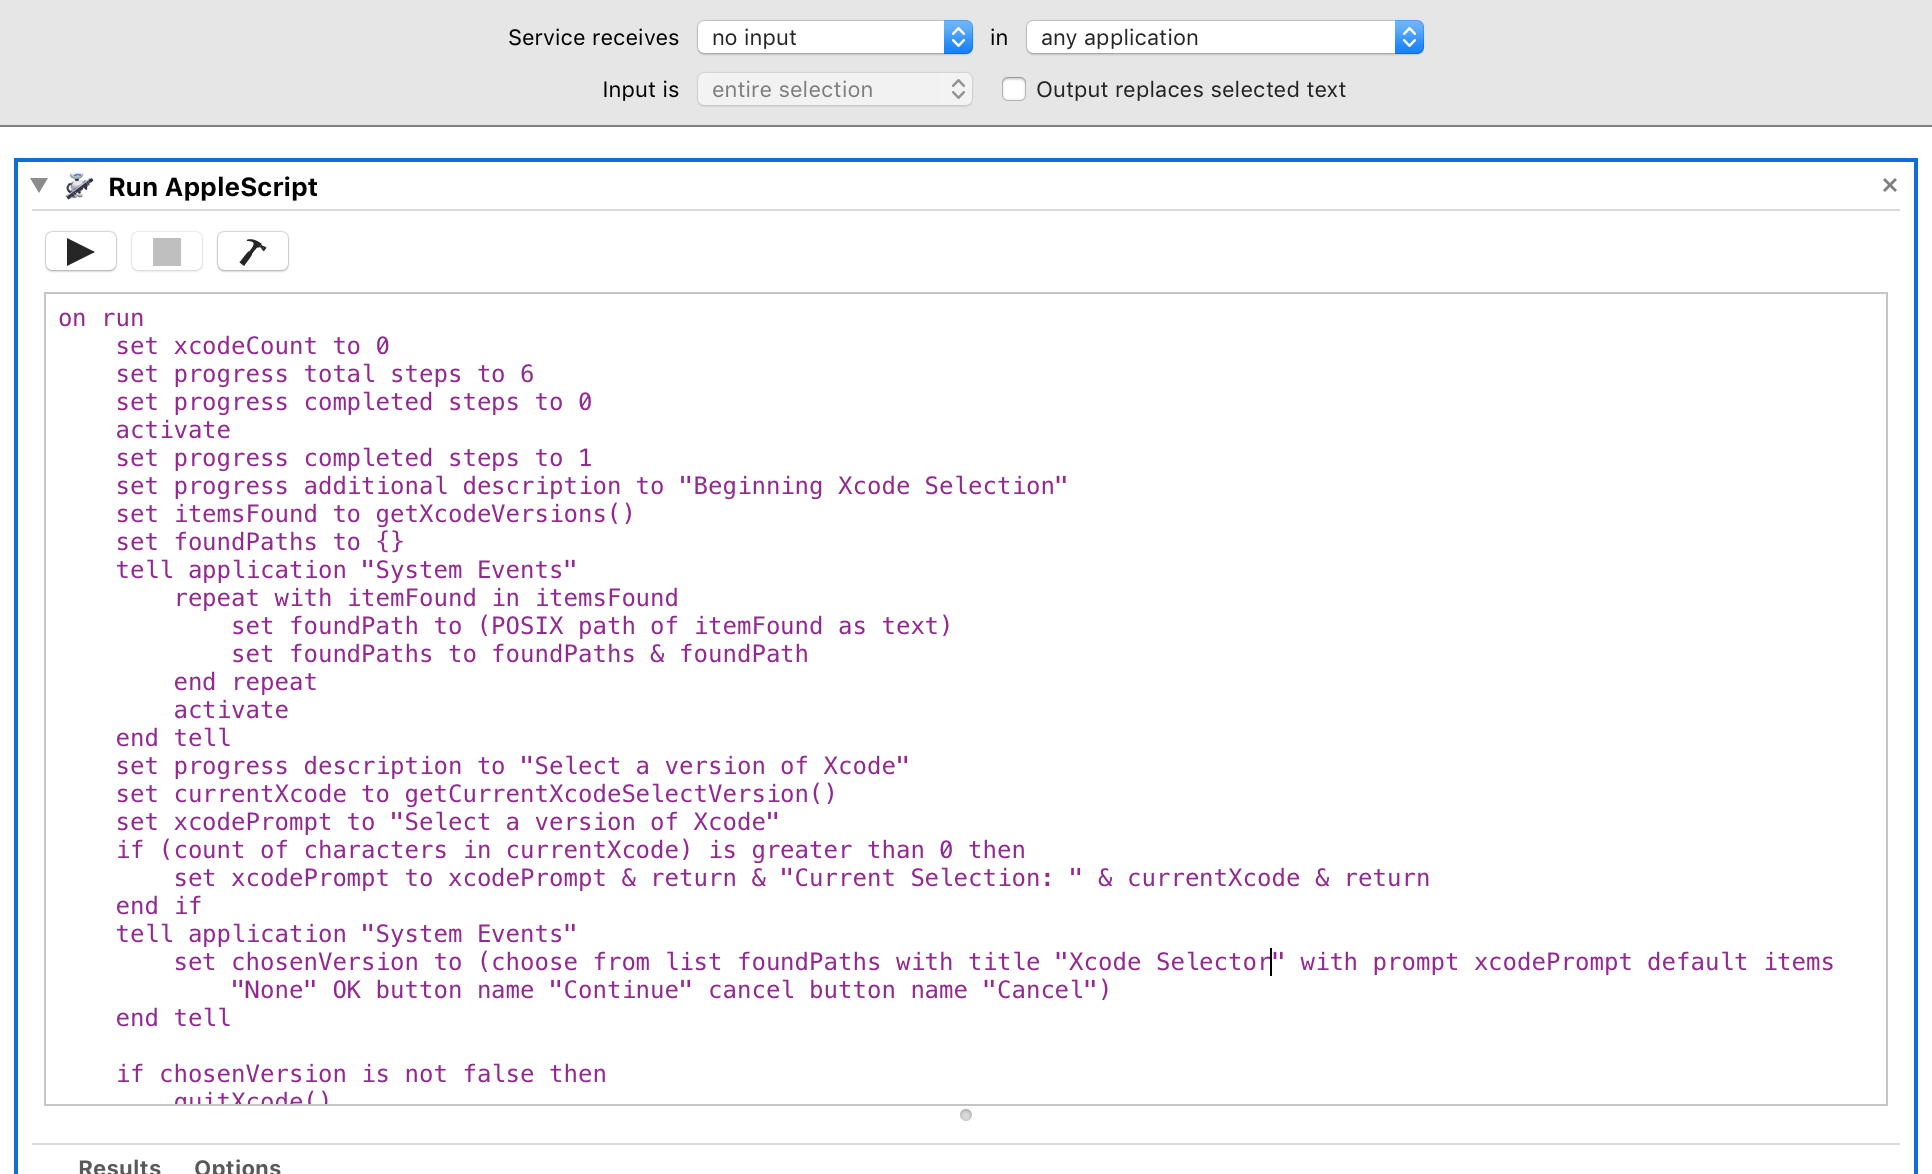 Service receives no input in any application
Input is entire selection Output replaces selected text
Run AppleScript
on run
set xcodeCount to 0
set progress total steps to 6
set progress completed steps to 0
activate
set progress completed steps to 1
set progress additional description to "Beginning Xcode Selection"
set itemsFound to getXcodeVersions()
set foundPaths to {}
tell application "System Events"
repeat with itemFound in itemsFound
set foundPath to (POSIX path of itemFound as text)
set foundPaths to foundPaths & foundPath
end repeat
activate
end tell
set progress description to "Select a version of Xcode"
set currentXcode to getCurrentXcodeSelectVersion()
set xcodePrompt to "Select a version of Xcode"
if (count of characters in currentXcode) is greater than 0 then
set xcodePrompt to xcodePrompt & return & "Current Selection: " & currentXcode & return
end if
tell application "System Events"
set chosenVersion to (choose from list foundPaths with title "Xcode Selector" with prompt xcodePrompt default items
"None" OK button name "Continue" cancel button name "Cancel")
end tell
if chosenVersion is not false then
quitXcode()
Results Options